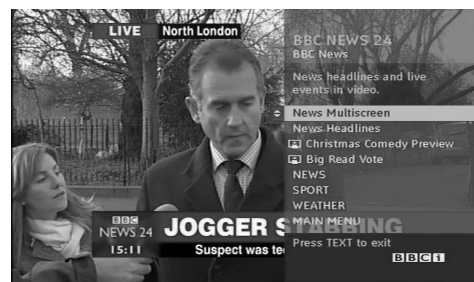 LIVE North London
BBC NEWS 24
BBC News
News headlines and live
events in video.
News Multiscreen
News Headlines
Christmas Comedy Preview
Big Read Vote
NEWS
SPORT
WEATHER
MAIN MENU
Press TEXT to exit
BBC 1
BBC
NEWS 24
15:11
JOGGER STABBING
Suspect was tee